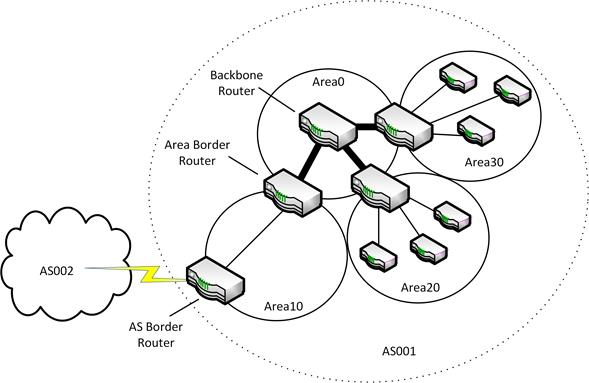 Backbone
Router
Area0
Area Border
Router
Area30
AS002
Area20
Area10
AS Border
Router
AS001